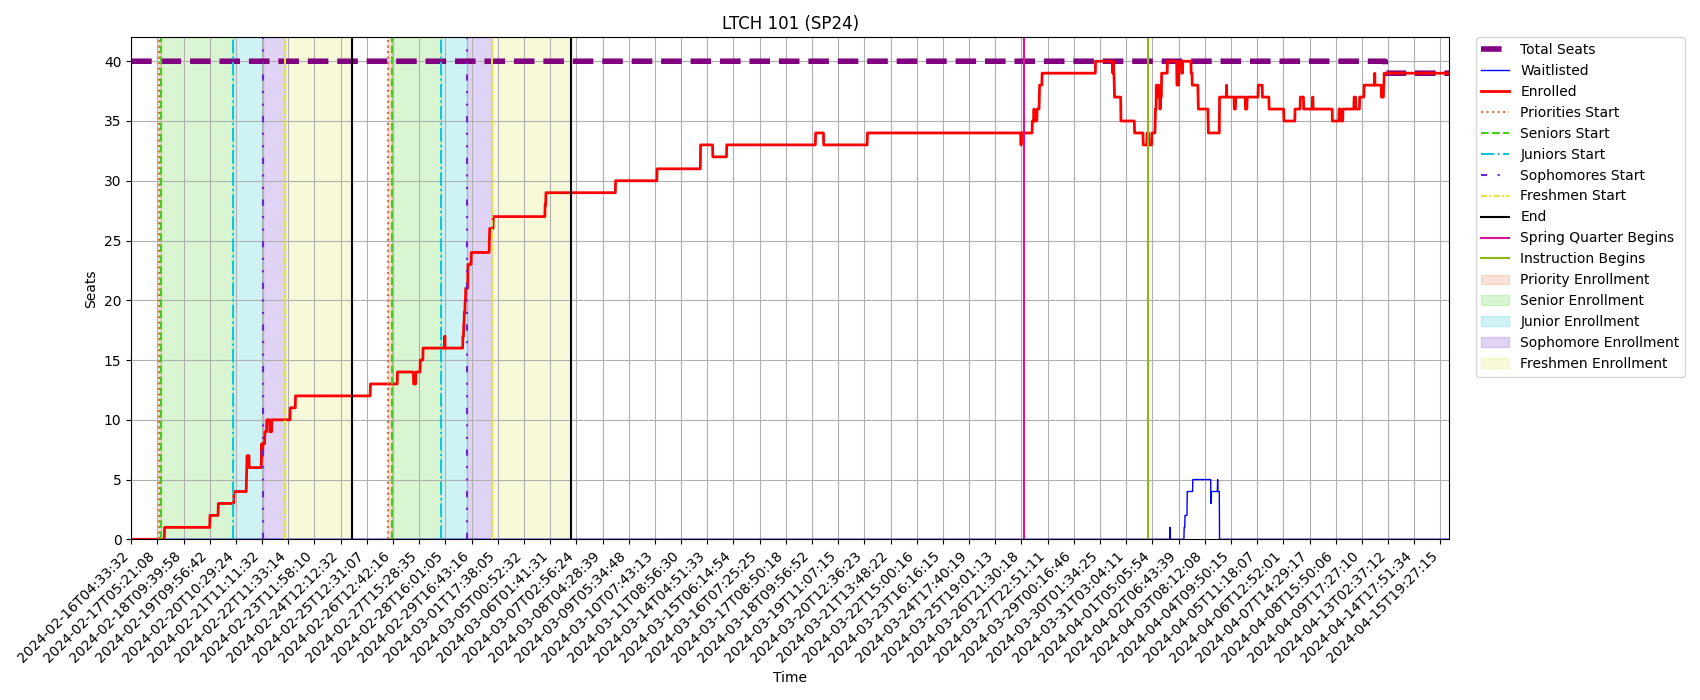 LTCH 101 (SP24)
Seats
40
35
30
25
20
15
10
5
0
2024-02-16T04:33:32
2024-02-17T05:21:08
2024-02-18T09:39:58
2024-02-19T09:56:42
2024-02-20T10:29:24
2024-02-21T11:11:32
2024-02-22T11:33:14
2024-02-23T11:58:10
2024-02-24T12:12:32
2024-02-25T12:31:07
2024-02-26T12:42:16
2024-02-27T15:28:35
2024-02-28T16:01:05
2024-02-29T16:43:16
2024-03-01T17:38:05
2024-03-05T00:52:32
2024-03-06T01:41:31
2024-03-07T02:56:24
2024-03-08T04:28:39
2024-03-09T05:34:48
2024-03-10T07:43:13
2024-03-11T08:56:30
2024-03-14T04:51:33
2024-03-15T06:14:54
2024-03-16T07:25:25
2024-03-17T08:50:18
2024-03-18T09:56:52
2024-03-19T11:07:15
2024-03-20T12:36:23
2024-03-21T13:48:22
2024-03-22T15:00:16
2024-03-23T16:16:15
2024-03-24T17:40:19
2024-03-25T19:01:13
2024-03-26T21:30:18
2024-03-27T22:51:11
2024-03-29T00:16:46
2024-03-30T01:34:25
2024-03-31T03:04:11
2024-04-01T05:05:54
2024-04-02T06:43:39
2024-04-03T08:12:08
2024-04-04T09:50:15
2024-04-05T11:18:07
2024-04-06T12:52:01
2024-04-07T14:29:17
2024-04-08T15:50:06
2024-04-09T17:27:10
2024-04-13T02:37:12
2024-04-14T17:51:34
2024-04-15T19:27:15
Time
Total Seats
Waitlisted
Enrolled
Priorities Start
Seniors Start
Juniors Start
Sophomores Start
Freshmen Start
End
Spring Quarter Begins
Instruction Begins
Priority Enrollment
Senior Enrollment
Junior Enrollment
Sophomore Enrollment
Freshmen Enrollment